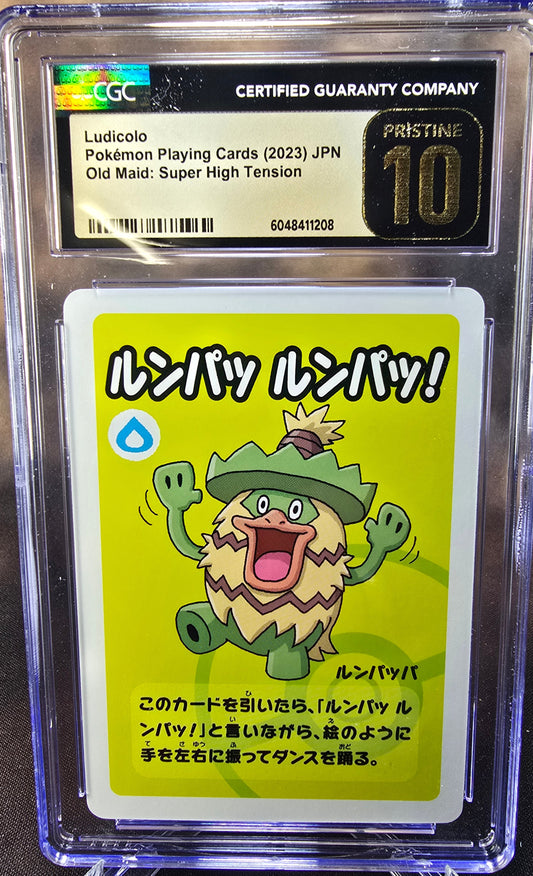 CGC
CERTIFIED GUARANTY COMPANY
Ludicolo
Pokémon Playing Cards (2023) JPN
Old Maid: Super High Tension
6048411208
PRISTINE
10
ルンパッ ルンパッ!
ルンパッパ
このカードを引いたら、「ルンパッ ル
ンパッ!」と言いながら、絵のように
手を左右に振ってダンスを踊る。